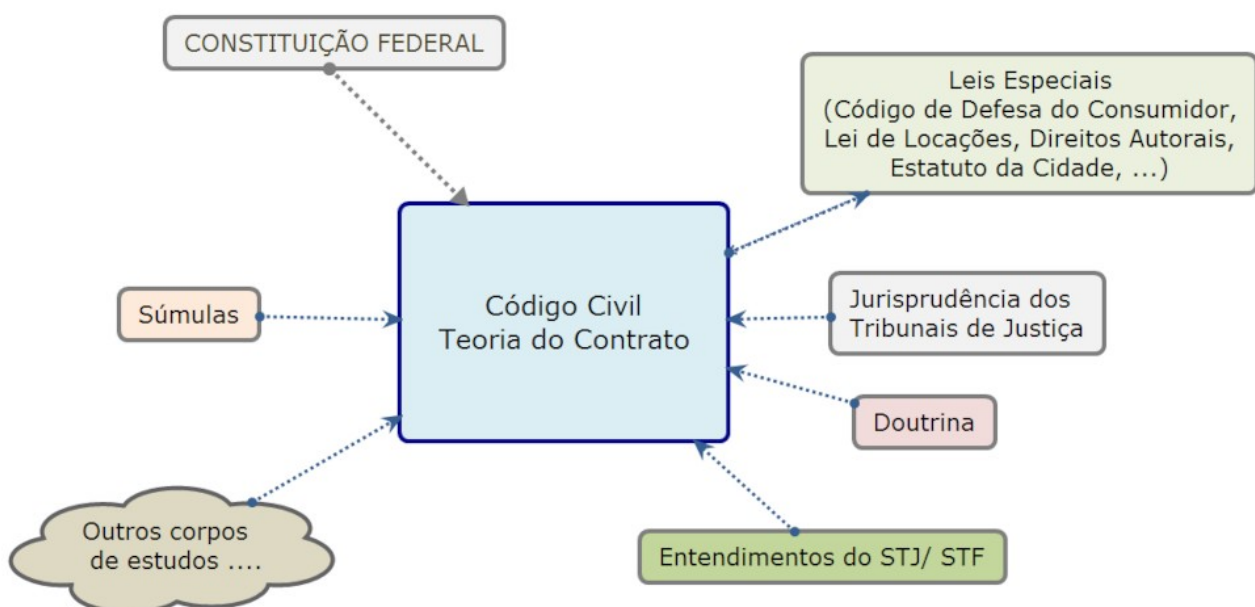 CONSTITUIÇÃO FEDERAL
Leis Especiais
(Código de Defesa do Consumidor,
Lei de Locações, Direitos Autorais,
Estatuto da Cidade, ...)
Código Civil
Teoria do Contrato
Súmulas
Jurisprudência dos
Tribunais de Justiça
Doutrina
Outros corpos
de estudos ....
Entendimentos do STJ/ STF